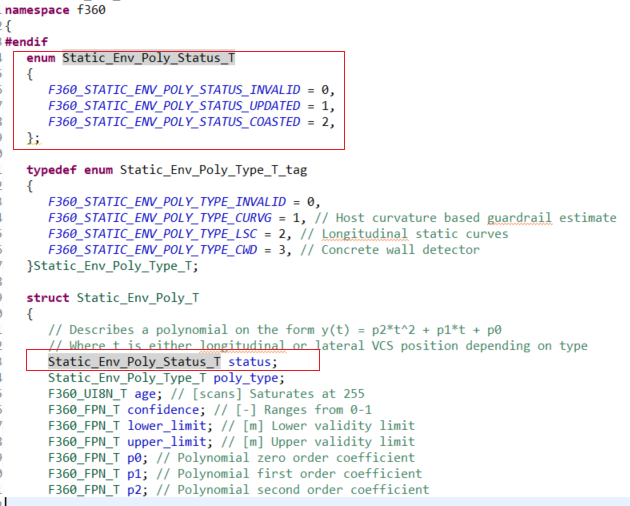 namespace f360
{
#endif
enum Static_Env_Poly_Status_T
{
F360_STATIC_ENV_POLY_STATUS_INVALID = 0,
F360_STATIC_ENV_POLY_STATUS_UPDATED = 1,
F360_STATIC_ENV_POLY_STATUS_COASTED = 2,
};
typedef enum Static_Env_Poly_Type_T_tag
{
F360_STATIC_ENV_POLY_TYPE_INVALID = 0,
F360_STATIC_ENV_POLY_TYPE_CURVG = 1, // Host curvature based guardrail estimate
F360_STATIC_ENV_POLY_TYPE_LSC = 2, // Longitudinal static curves
F360_STATIC_ENV_POLY_TYPE_CWD = 3, // Concrete wall detector
}Static_Env_Poly_Type_T;
struct Static_Env_Poly_T
{
// Describes a polynomial on the form y(t) = p2*t^2 + p1*t + p0
// Where t is either longitudinal or lateral VCS position depending on type
Static_Env_Poly_Status_T status;
Static_Env_Poly_Type_T poly_type;
F360_UI8N_T age; // [scans] Saturates at 255
F360_FPN_T confidence; // [-] Ranges from 0-1
F360_FPN_T lower_limit; // [m] Lower validity limit
F360_FPN_T upper_limit; // [m] Upper validity limit
F360_FPN_T p0; // Polynomial zero order coefficient
F360_FPN_T p1; // Polynomial first order coefficient
F360_FPN_T p2; // Polynomial second order coefficient